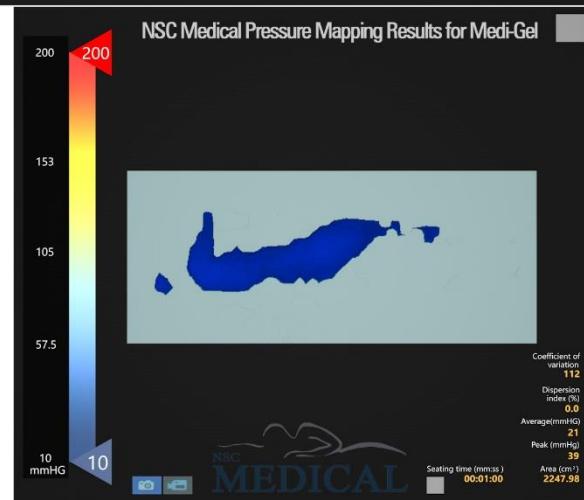 NSC Medical Pressure Mapping Results for Medi-Gel
200
200
153
105
57.5
10
mmHG
10
NSC
MEDICAL
Coefficient of
variation
112
Dispersion
index (%)
0.0
Average(mmHG)
21
Peak (mmHg)
39
Seating time (mm:ss )
00:01:00
Area (cm²)
2247.98